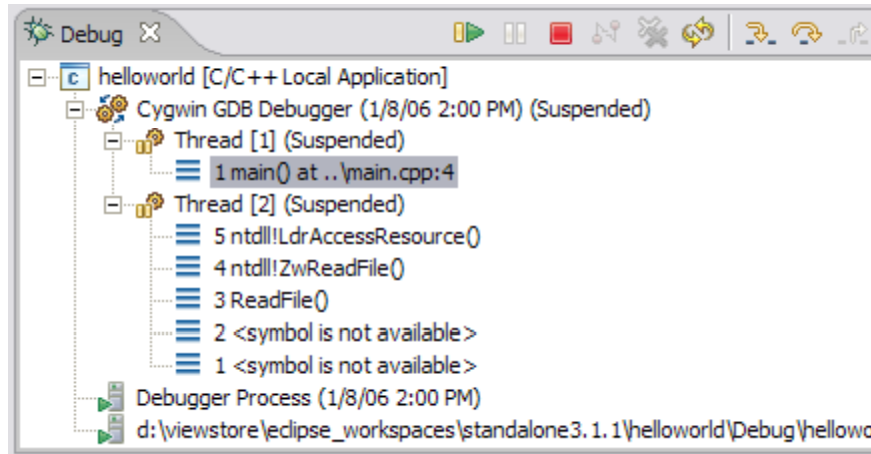 Debug
helloworld [C/C++ Local Application]
Cygwin GDB Debugger (1/8/06 2:00 PM) (Suspended)
Thread [1] (Suspended)
1 main() at ..\main.cpp:4
Thread [2] (Suspended)
5 ntdll!LdrAccessResource()
4 ntdll!ZwReadFile()
3 ReadFile()
2 <symbol is not available>
1 <symbol is not available>
Debugger Process (1/8/06 2:00 PM)
d:\viewstore\eclipse_workspaces\standalone3.1.1\helloworld\Debug\hellowo